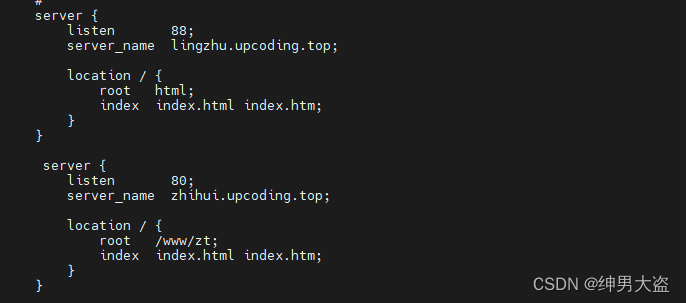 #
server {
listen 88;
server_name lingzhu.upcoding.top;
location / {
root html;
index index.html index.htm;
}
}
server {
listen 80;
server_name zhihui.upcoding.top;
location / {
root /www/zt;
index index.html index.htm;
}
}
CSDN @绅男大盗